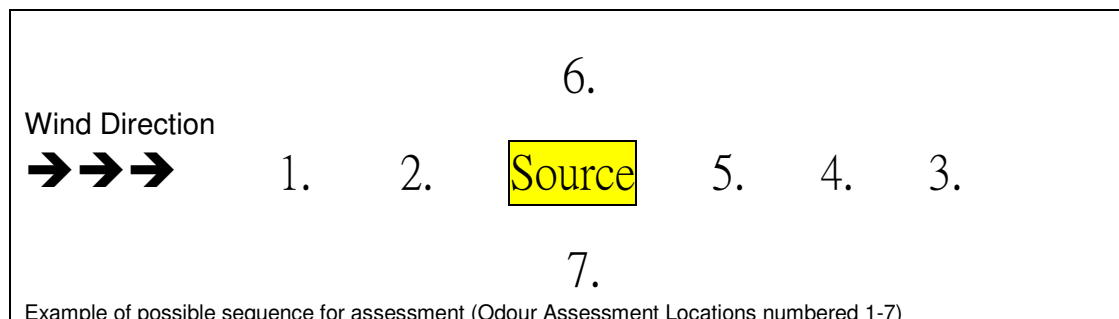 6.
Wind Direction
➔➔➔ 1. 2. Source 5. 4. 3.
7.
Example of possible sequence for assessment (Odour Assessment Locations numbered 1-7)